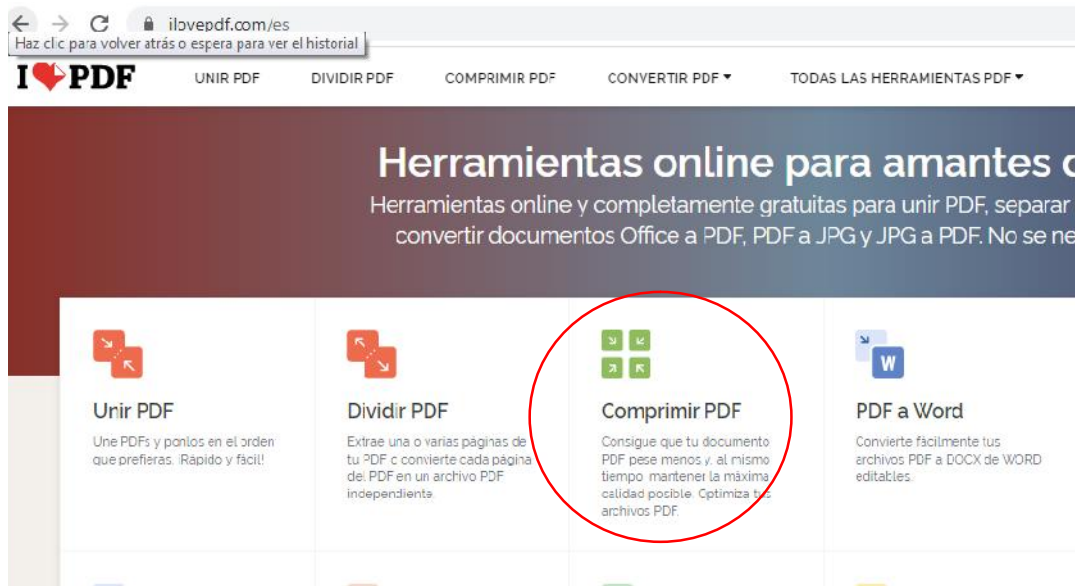 ilovepdf.com/es
Haz clic para volver atrás o espera para ver el historial
I PDF
UNIR PDF
DIVIDIR PDF
COMPRIMIR PDF
CONVERTIR PDF
TODAS LAS HERRAMIENTAS PDF
Herramientas online para amantes
Herramientas online y completamente gratuitas para unir PDF, separar
convertir documentos Office a PDF, PDF a JPG y JPG a PDF. No se ne
W
Unir PDF
Une PDFs y ponlos en el orden
que prefieras. ¡Rápido y fácil!
Dividir PDF
Extrae una o varias páginas de
tu PDF o convierte cada página
del PDF en un archivo PDF
independiente.
Comprimir PDF
Consigue que tu documento
PDF pese menos y, al mismo
tiempo, mantener la máxima
calidad posible. Optimiza tus
archivos PDF.
PDF a Word
Convierte fácilmente tus
archivos PDF a DOCX de WORD
editables.